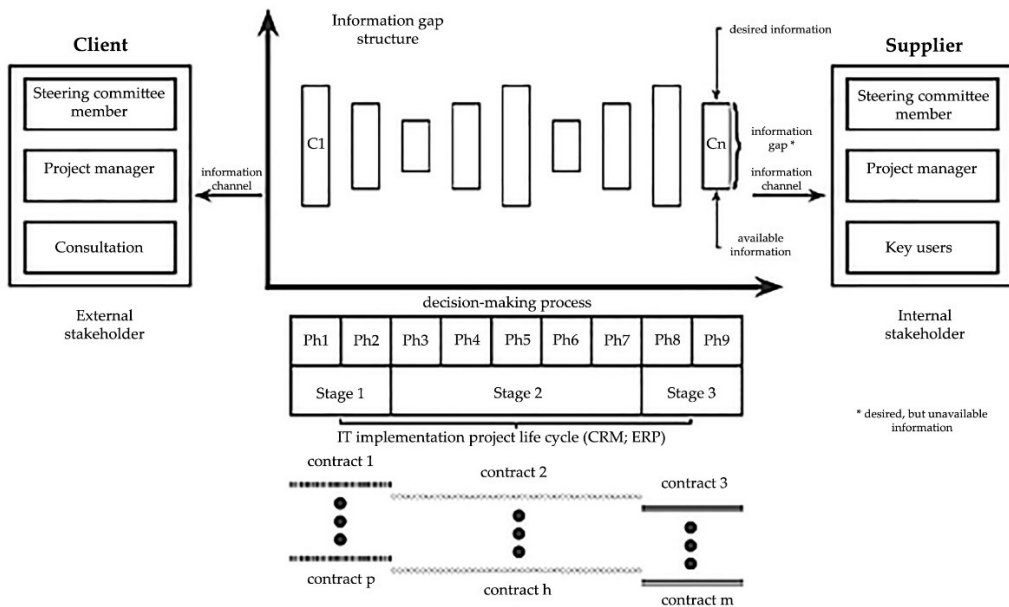 Information gap
structure
Client
Steering committee
member
Project manager
Consultation
External
stakeholder
information
channel
C1
Cn
desired information
information
gap *
information
channel
available
information
Supplier
Steering committee
member
Project manager
Key users
Internal
stakeholder
decision-making process
Ph1 Ph2 Ph3 Ph4 Ph5 Ph6 Ph7 Ph8 Ph9
Stage 1 Stage 2 Stage 3
* desired, but unavailable
information
IT implementation project life cycle (CRM; ERP)
contract 1
contract 2
contract 3
contract p
contract h
contract m